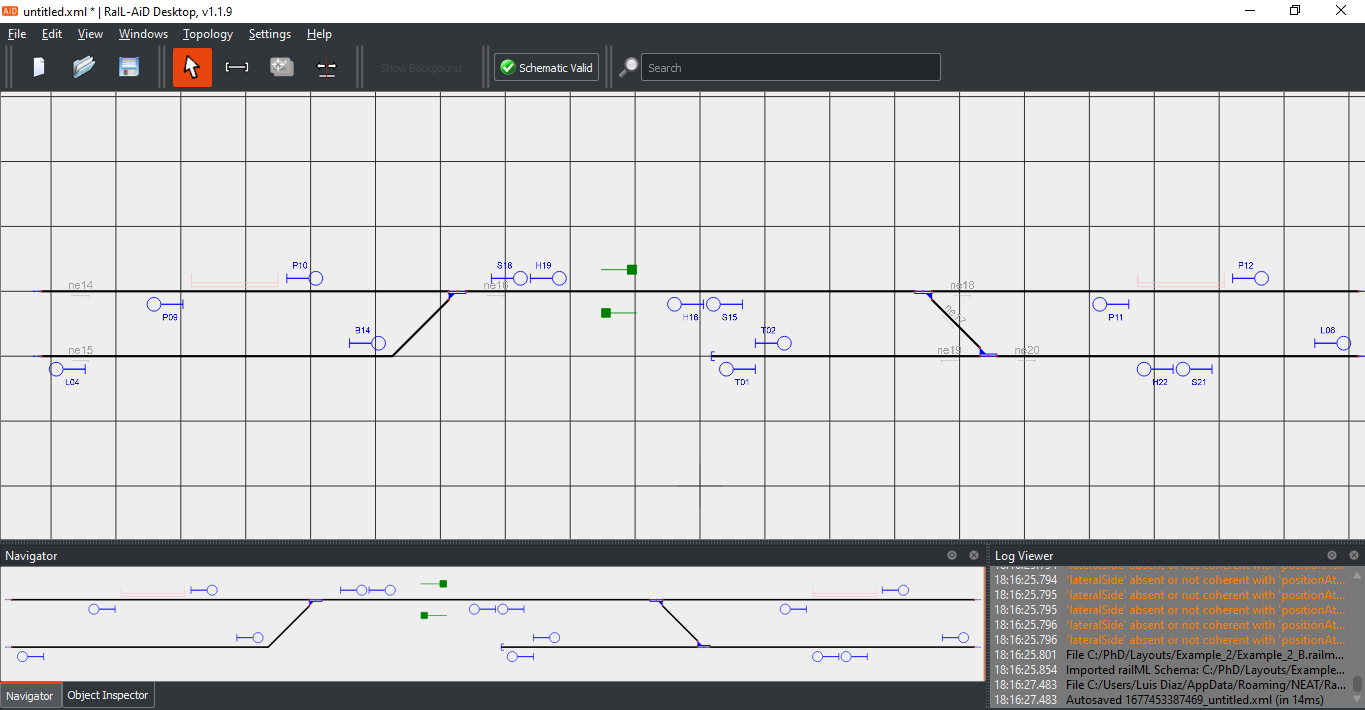 AiD untitled.xml * | RaIL-AiD Desktop, v1.1.9
File Edit View Windows Topology Settings Help
Show Background
Schematic Valid
Search
P10 S16 H19 P12
ne14 ne16 ne18
P09 H16 S15 ne17 P11
B14 T02 L08
ne15 ne19 ne20
L04 T01 H22 S21
Navigator
Log Viewer
18:16:25.794 'lateralSide' absent or not coherent with 'positionAt...
18:16:25.795 'lateralSide' absent or not coherent with 'positionAt...
18:16:25.795 'lateralSide' absent or not coherent with 'positionAt...
18:16:25.796 'lateralSide' absent or not coherent with 'positionAt...
18:16:25.796 'lateralSide' absent or not coherent with 'positionAt...
18:16:25.801 File C:/PhD/Layouts/Example_2/Example_2_B.railm...
18:16:25.854 Imported railML Schema: C:/PhD/Layouts/Example...
18:16:27.483 File C:/Users/Luis Diaz/AppData/Roaming/NEAT/Ra...
18:16:27.483 Autosaved 1677453387469_untitled.xml (in 14ms)
Navigator Object Inspector